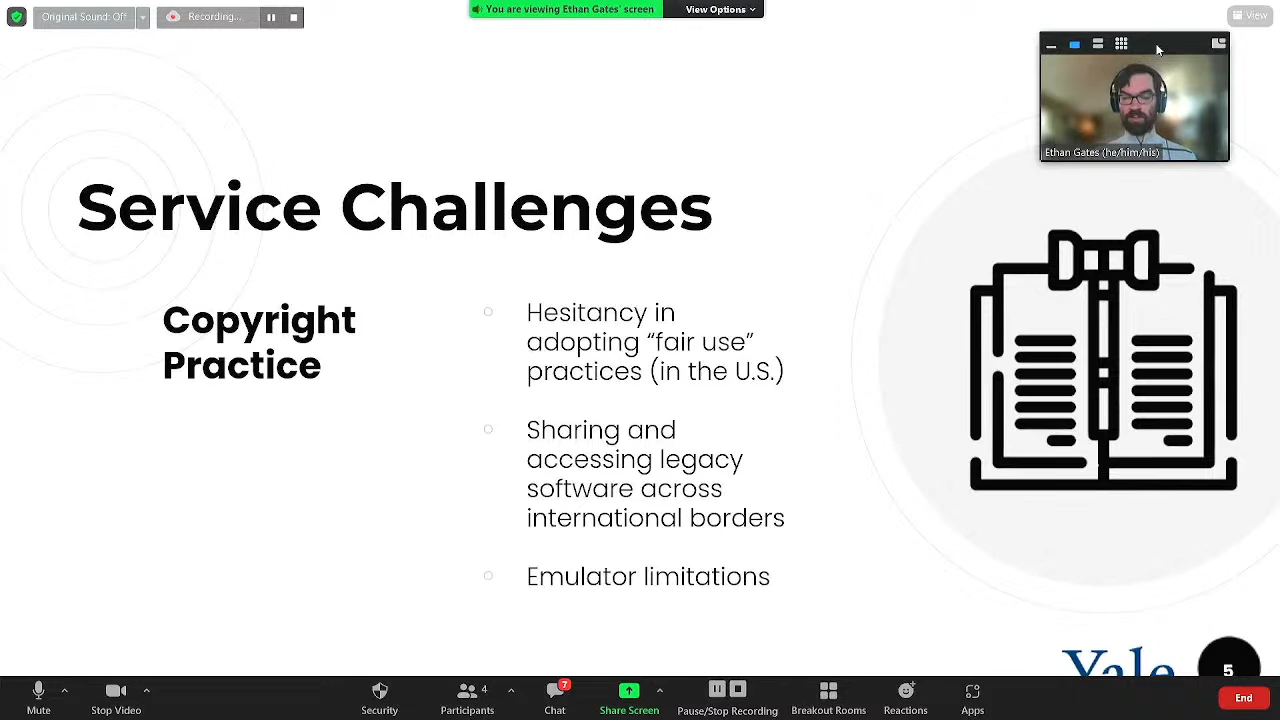 Original Sound: Off
Recording...
You are viewing Ethan Gates' screen
View Options
View
Ethan Gates (he/him/his)
Service Challenges
Copyright
Practice
Hesitancy in
adopting “fair use”
practices (in the U.S.)
Sharing and
accessing legacy
software across
international borders
Emulator limitations
Yale
5
Mute
Stop Video
Security
4
Participants
7
Chat
Share Screen
Pause/Stop Recording
Breakout Rooms
Reactions
Apps
End